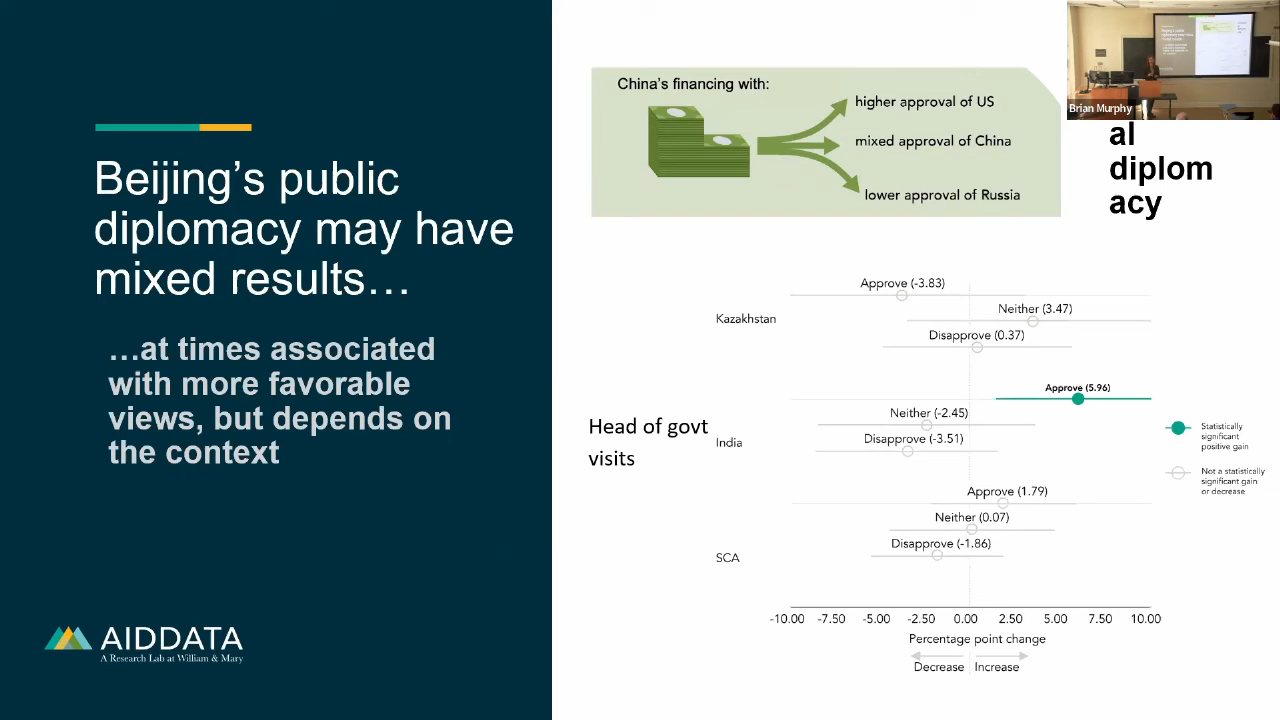 Beijing's public
diplomacy may have
mixed results…
…at times associated
with more favorable
views, but depends on
the context
AIDDATA
A Research Lab at William & Mary
China's financing with:
higher approval of US
mixed approval of China
lower approval of Russia
Brian Murphy
al
diplom
acy
Head of govt
visits
Kazakhstan
Approve (-3.83)
Neither (3.47)
Disapprove (0.37)
India
Approve (5.96)
Neither (-2.45)
Disapprove (-3.51)
SCA
Approve (1.79)
Neither (0.07)
Disapprove (-1.86)
Statistically
significant
positive gain
Not a statistically
significant gain
or decrease
-10.00 -7.50 -5.00 -2.50 0.00 2.50 5.00 7.50 10.00
Percentage point change
Decrease Increase